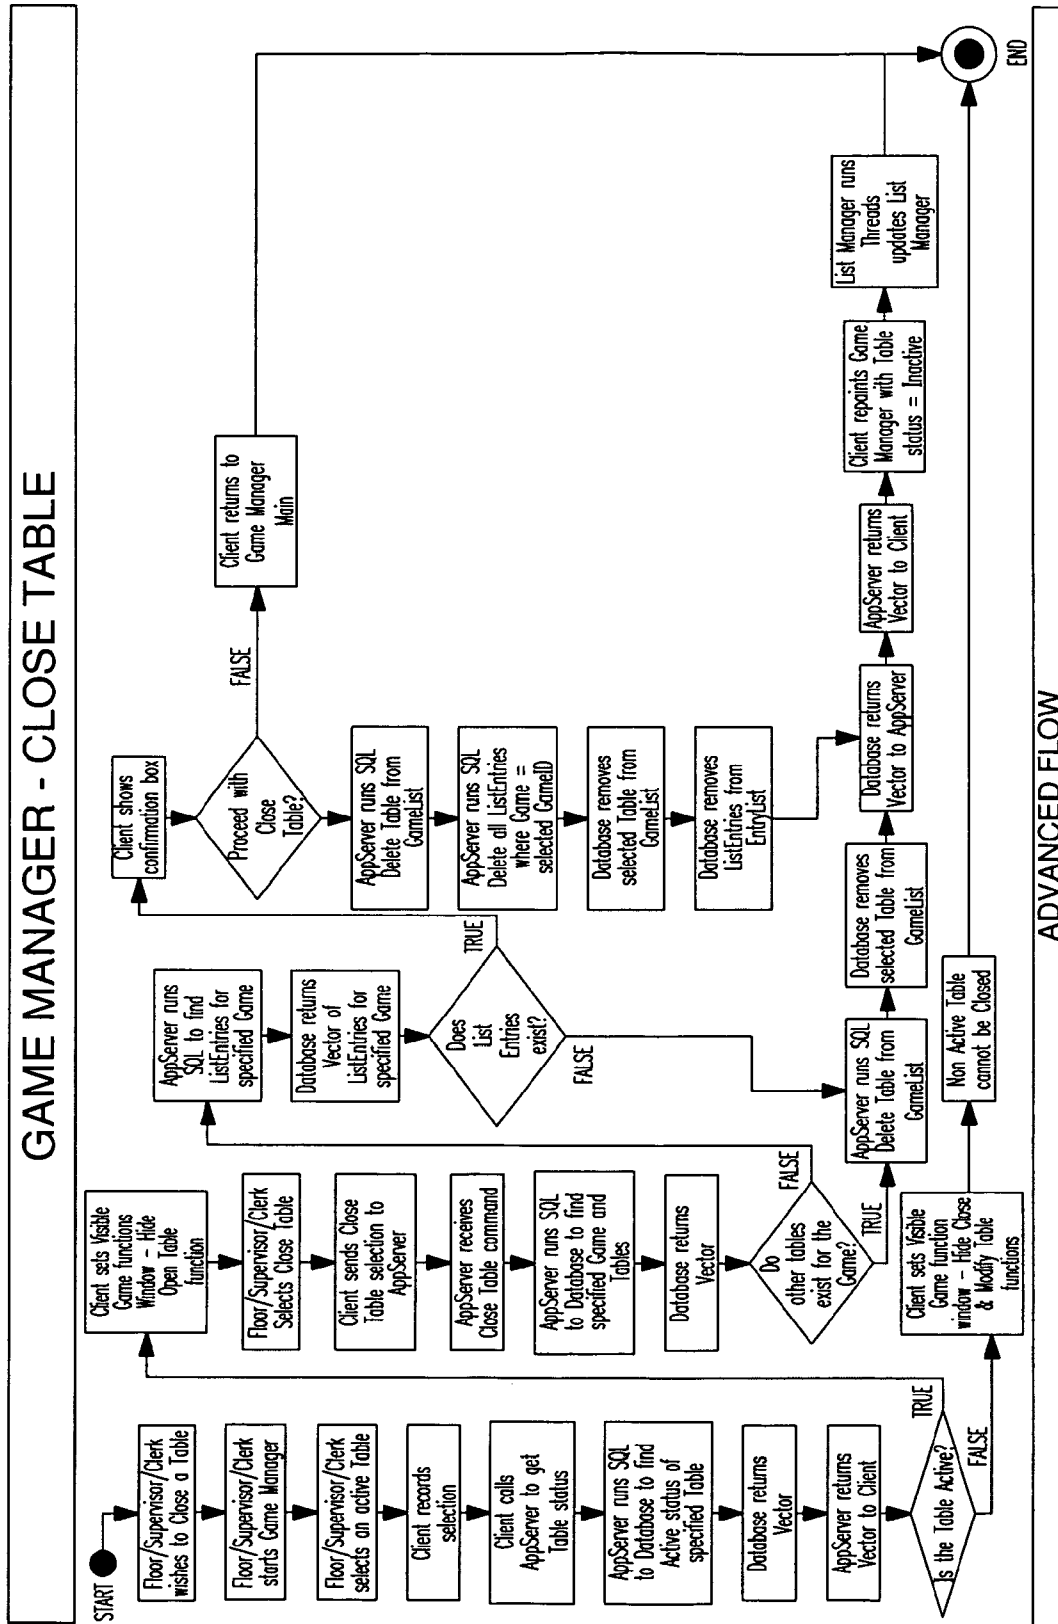 GAME MANAGER - CLOSE TABLE
START
Floor/Supervisor/Clerk
wishes to Close a Table
Floor/Supervisor/Clerk
starts Game Manager
Floor/Supervisor/Clerk
selects an active Table
Client records
selection
Client calls
AppServer to get
Table status
AppServer runs SQL
to Database to find
Active status of
specified Table
Database returns
Vector
AppServer returns
Vector to Client
Is the Table Active?
TRUE
FALSE
Client sets Visible
Game functions
Window - Hide
Open Table
function
Floor/Supervisor/Clerk
Selects Close Table
Client sends Close
Table selection to
AppServer
AppServer receives
Close Table command
AppServer runs SQL
to Database to find
specified Game and
Tables
Database returns
Vector
Do
other tables
exist for the
Game?
FALSE
TRUE
Client sets Visible
Game function
window - Hide Close
& Modify Table
functions
AppServer runs
SQL to find
ListEntries for
specified Game
Database returns
Vector of
ListEntries for
specified Game
Does
List
Entries
exist?
TRUE
FALSE
AppServer runs SQL
Delete Table from
GameList
Non Active Table
cannot be Closed
Client shows
confirmation box
Proceed with
Close
Table?
FALSE
AppServer runs SQL
Delete Table from
GameList
AppServer runs SQL
Delete all ListEntries
where Game =
selected GameID
Database removes
selected Table from
GameList
Database removes
ListEntries from
EntryList
Database removes
selected Table from
GameList
Database returns
Vector to AppServer
Client returns to
Game Manager
Main
AppServer returns
Vector to Client
Client repaints Game
Manager with Table
status = Inactive
List Manager runs
Threads
updates List
Manager
END
ADVANCED FLOW